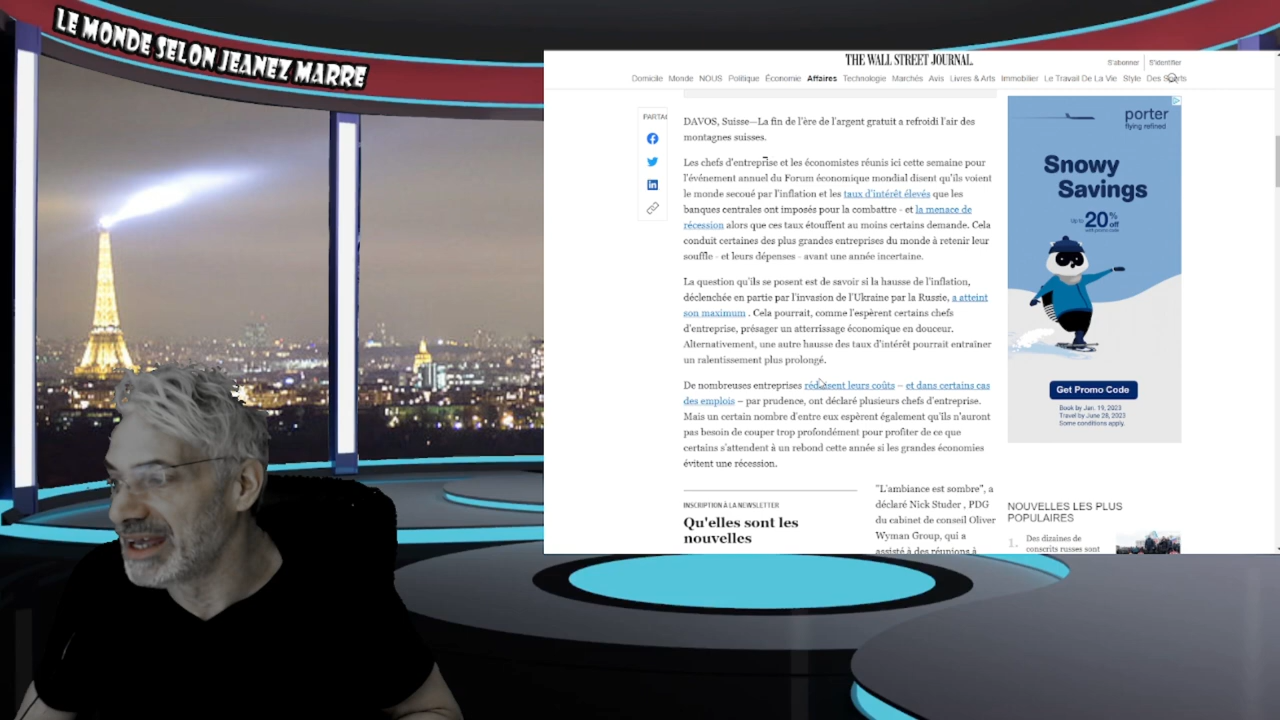 LE MONDE SELON JEANEZ MARRE
THE WALL STREET JOURNAL.
S'abonner S'identifier
Domicile Monde NOUS Politique Économie Affaires Technologie Marchés Avis Livres & Arts Immobilier Le Travail De La Vie Style Des Sports
PARTAG
DAVOS, Suisse—La fin de l'ère de l'argent gratuit a refroidi l'air des
montagnes suisses.
Les chefs d'entreprise et les économistes réunis ici cette semaine pour
l'événement annuel du Forum économique mondial disent qu'ils voient
le monde secoué par l'inflation et les taux d'intérêt élevés que les
banques centrales ont imposés pour la combattre - et la menace de
récession alors que ces taux étouffent au moins certains demande. Cela
conduit certaines des plus grandes entreprises du monde à retenir leur
souffle - et leurs dépenses - avant une année incertaine.
La question qu'ils se posent est de savoir si la hausse de l'inflation,
déclenchée en partie par l'invasion de l'Ukraine par la Russie, a atteint
son maximum . Cela pourrait, comme l'espèrent certains chefs
d'entreprise, présager un atterrissage économique en douceur.
Alternativement, une autre hausse des taux d'intérêt pourrait entraîner
un ralentissement plus prolongé.
De nombreuses entreprises réduisent leurs coûts – et dans certains cas
des emplois – par prudence, ont déclaré plusieurs chefs d'entreprise.
Mais un certain nombre d'entre eux espèrent également qu'ils n'auront
pas besoin de couper trop profondément pour profiter de ce que
certains s'attendent à un rebond cette année si les grandes économies
évitent une récession.
INSCRIPTION À LA NEWSLETTER
Qu'elles sont les
nouvelles
"L'ambiance est sombre", a
déclaré Nick Studer , PDG
du cabinet de conseil Oliver
Wyman Group, qui a
assisté à des réunions à
porter
flying refined
Snowy
Savings
Up to 20% off
Get Promo Code
Book by Jan. 19, 2023
Travel by June 28, 2023
Some conditions apply.
NOUVELLES LES PLUS
POPULAIRES
1. Des dizaines de
conscrits russes sont